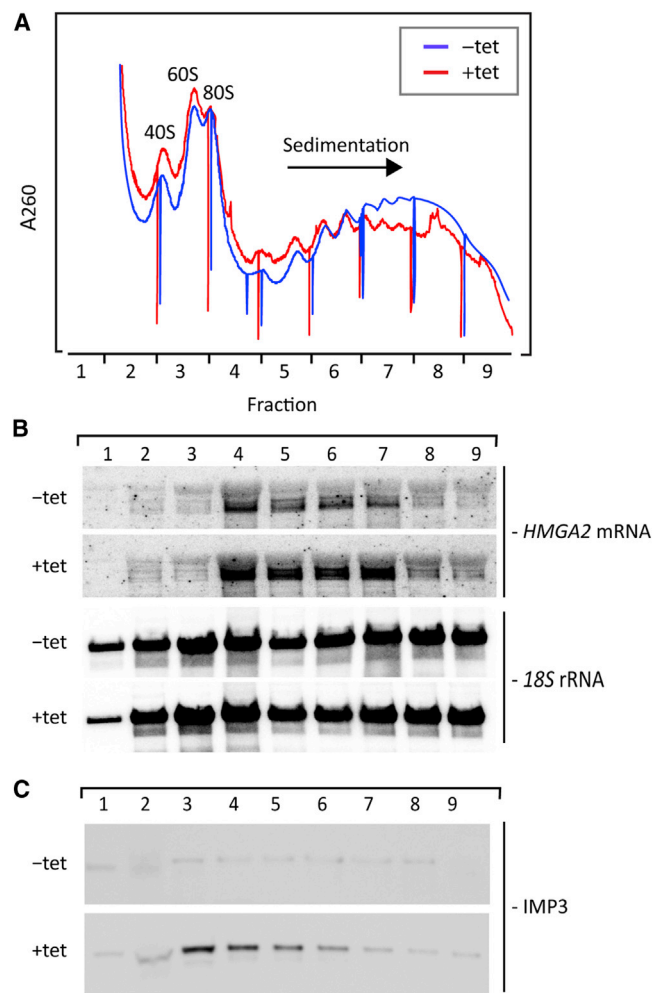 A
−tet
+tet
60S
80S
40S
Sedimentation
A260
1 2 3 4 5 6 7 8 9
Fraction
B
1 2 3 4 5 6 7 8 9
−tet
- HMGA2 mRNA
+tet
−tet
- 18S rRNA
+tet
C
1 2 3 4 5 6 7 8 9
−tet
- IMP3
+tet